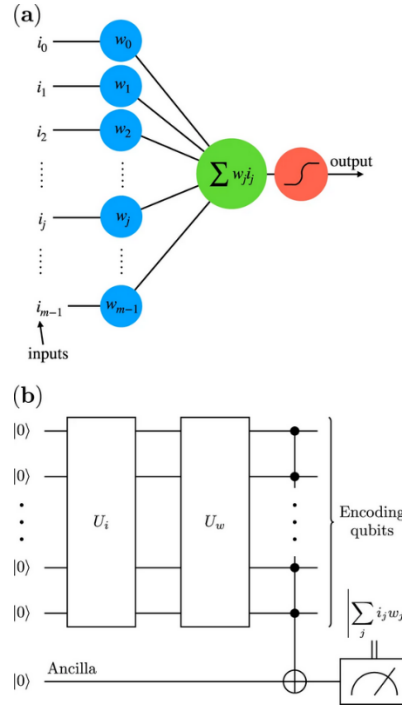 (a)
i₀ w₀
i₁ w₁
i₂ w₂
∑ wⱼiⱼ output
iⱼ wⱼ
iₘ₋₁ wₘ₋₁
inputs
(b)
|0⟩
|0⟩
Uᵢ U_w Encoding
qubits
|0⟩
|0⟩
|∑ⱼ iⱼwⱼ
|0⟩ Ancilla